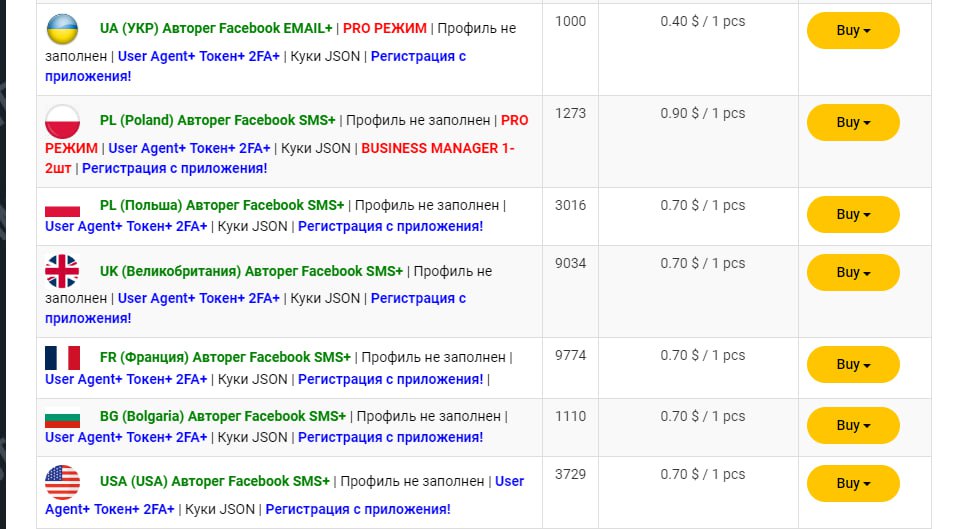 UA (УКР) Авторег Facebook EMAIL+ | PRO РЕЖИМ | Профиль не
заполнен | User Agent+ Токен+ 2FA+ | Куки JSON | Регистрация с
приложения!
1000
0.40 $ / 1 pcs
Buy
PL (Poland) Авторег Facebook SMS+ | Профиль не заполнен | PRO
РЕЖИМ | User Agent+ Токен+ 2FA+ | Куки JSON | BUSINESS MANAGER 1-
2шт | Регистрация с приложения!
1273
0.90 $ / 1 pcs
Buy
PL (Польша) Авторег Facebook SMS+ | Профиль не заполнен |
User Agent+ Токен+ 2FA+ | Куки JSON | Регистрация с приложения!
3016
0.70 $ / 1 pcs
Buy
UK (Великобритания) Авторег Facebook SMS+ | Профиль не
заполнен | User Agent+ Токен+ 2FA+ | Куки JSON | Регистрация с
приложения!
9034
0.70 $ / 1 pcs
Buy
FR (Франция) Авторег Facebook SMS+ | Профиль не заполнен |
User Agent+ Токен+ 2FA+ | Куки JSON | Регистрация с приложения! |
9774
0.70 $ / 1 pcs
Buy
BG (Bolgaria) Авторег Facebook SMS+ | Профиль не заполнен |
User Agent+ Токен+ 2FA+ | Куки JSON | Регистрация с приложения!
1110
0.70 $ / 1 pcs
Buy
USA (USA) Авторег Facebook SMS+ | Профиль не заполнен | User
Agent+ Токен+ 2FA+ | Куки JSON | Регистрация с приложения!
3729
0.70 $ / 1 pcs
Buy